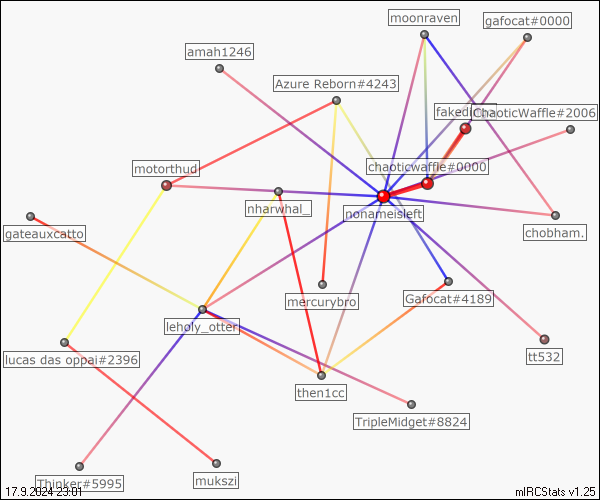 moonraven
gafocat#0000
amah1246
Azure Reborn#4243
ChaoticWaffle#2006
chaoticwaffle#0000
motorthud
nharwhal_
nonameisleft
gateauxcatto
chobham.
mercurybro
Gafocat#4189
leholy_otter
tt532
lucas das oppai#2396
then1cc
TripleMidget#8824
Thinker#5995
mukszi
17.9.2024 23:01
mIRCStats v1.25